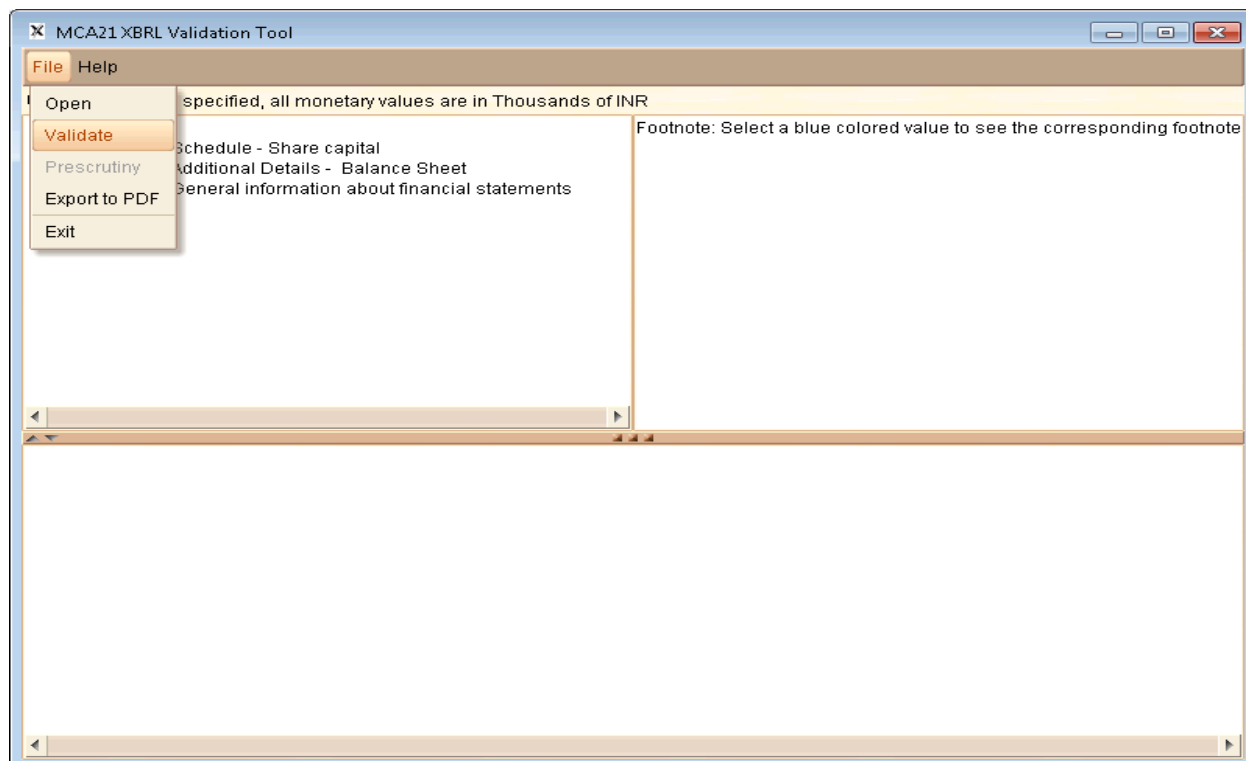 MCA21 XBRL Validation Tool
File Help
specified, all monetary values are in Thousands of INR
Open
Validate
Prescrutiny
Export to PDF
Exit
Schedule - Share capital
Additional Details - Balance Sheet
General information about financial statements
Footnote: Select a blue colored value to see the corresponding footnote